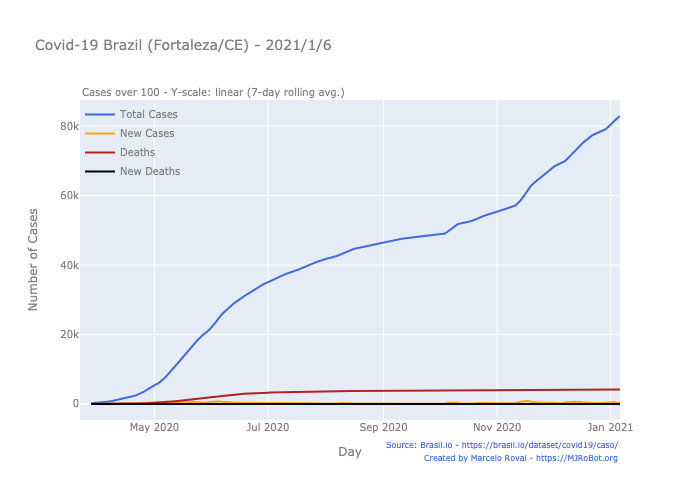 Covid-19 Brazil (Fortaleza/CE) - 2021/1/6
Cases over 100 - Y-scale: linear (7-day rolling avg.)
Total Cases
New Cases
Deaths
New Deaths
80k
60k
40k
20k
0
Number of Cases
May 2020
Jul 2020
Sep 2020
Nov 2020
Jan 2021
Day
Source: Brasil.io - https://brasil.io/dataset/covid19/caso/
Created by Marcelo Rovai - https://MJRoBot.org